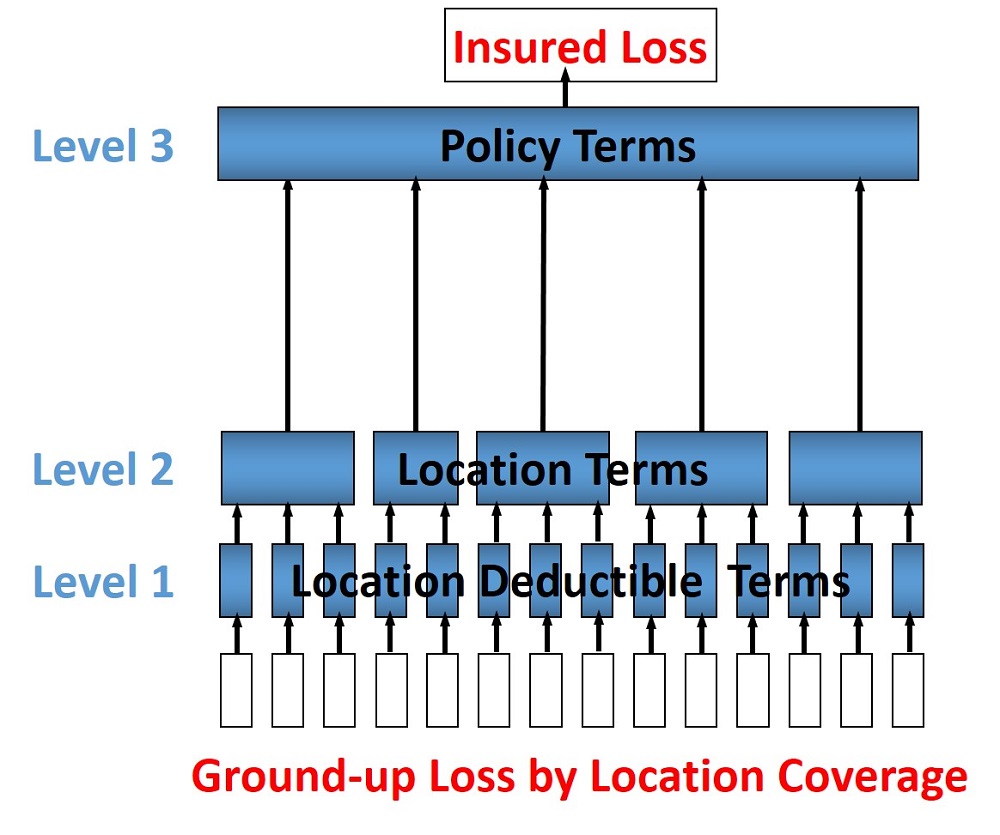 Insured Loss
Level 3
Policy Terms
Level 2
Location Terms
Level 1
Location Deductible Terms
Ground-up Loss by Location Coverage